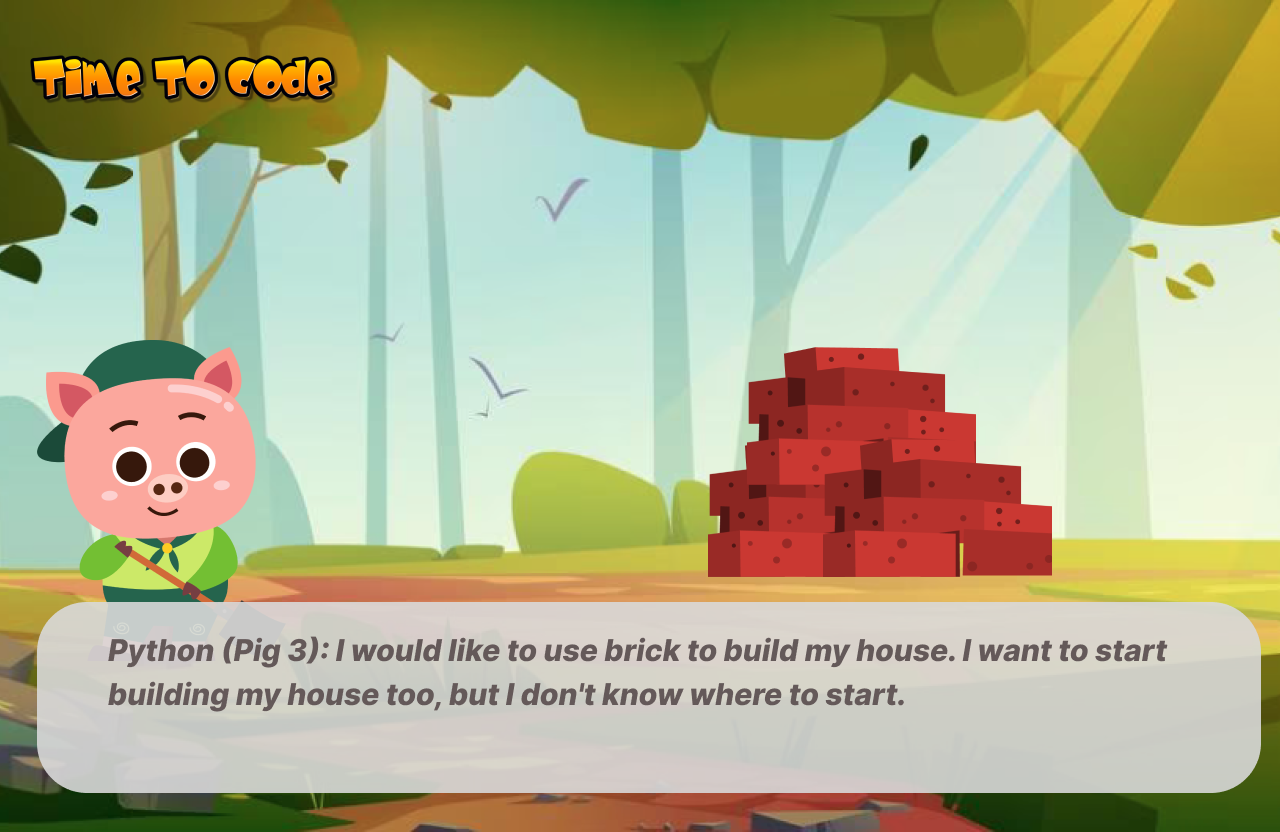 Time To Code
Python (Pig 3): I would like to use brick to build my house. I want to start
building my house too, but I don't know where to start.